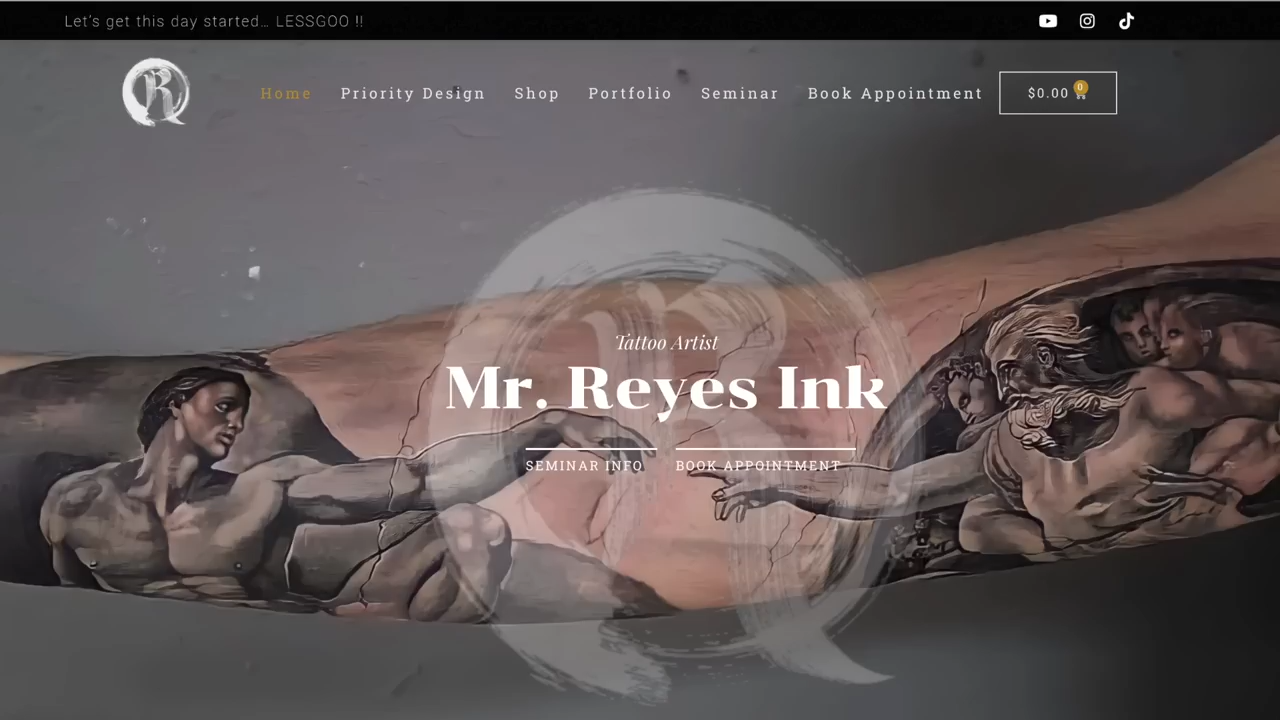 Let's get this day started… LESSGOO !!
R
Home Priority Design Shop Portfolio Seminar Book Appointment $0.00 0
Tattoo Artist
Mr. Reyes Ink
SEMINAR INFO BOOK APPOINTMENT